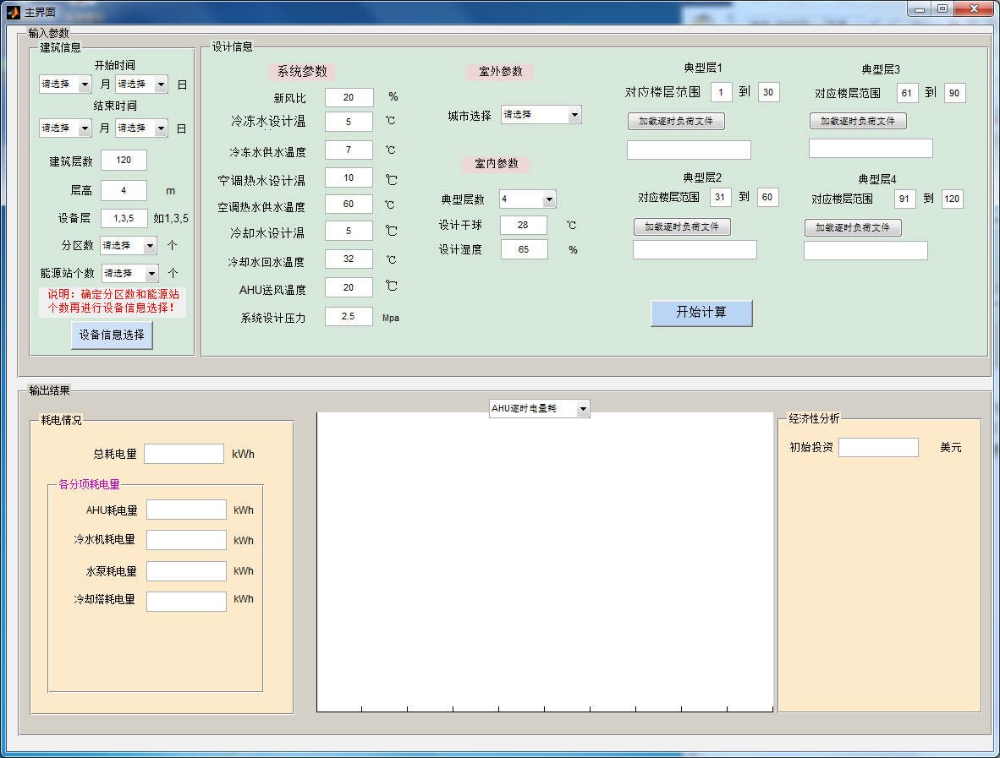 主界面
输入参数
建筑信息
开始时间
请选择 月 请选择 日
结束时间
请选择 月 请选择 日
建筑层数 120
层高 4 m
设备层 1,3,5 如1,3,5
分区数 请选择 个
能源站个数 请选择 个
说明：确定分区数和能源站
个数再进行设备信息选择！
设备信息选择
设计信息
系统参数
新风比 20 %
冷冻水设计温 5 ℃
冷冻水供水温度 7 ℃
空调热水设计温 10 ℃
空调热水供水温度 60 ℃
冷却水设计温 5 ℃
冷却水回水温度 32 ℃
AHU送风温度 20 ℃
系统设计压力 2.5 Mpa
室外参数
城市选择 请选择
室内参数
典型层数 4
设计干球 28 ℃
设计湿度 65 %
典型层1
对应楼层范围 1 到 30
加载逐时负荷文件
典型层2
对应楼层范围 31 到 60
加载逐时负荷文件
典型层3
对应楼层范围 61 到 90
加载逐时负荷文件
典型层4
对应楼层范围 91 到 120
加载逐时负荷文件
开始计算
输出结果
耗电情况
总耗电量 kWh
各分项耗电量
AHU耗电量 kWh
冷水机耗电量 kWh
水泵耗电量 kWh
冷却塔耗电量 kWh
AHU逐时电量耗
经济性分析
初始投资 美元